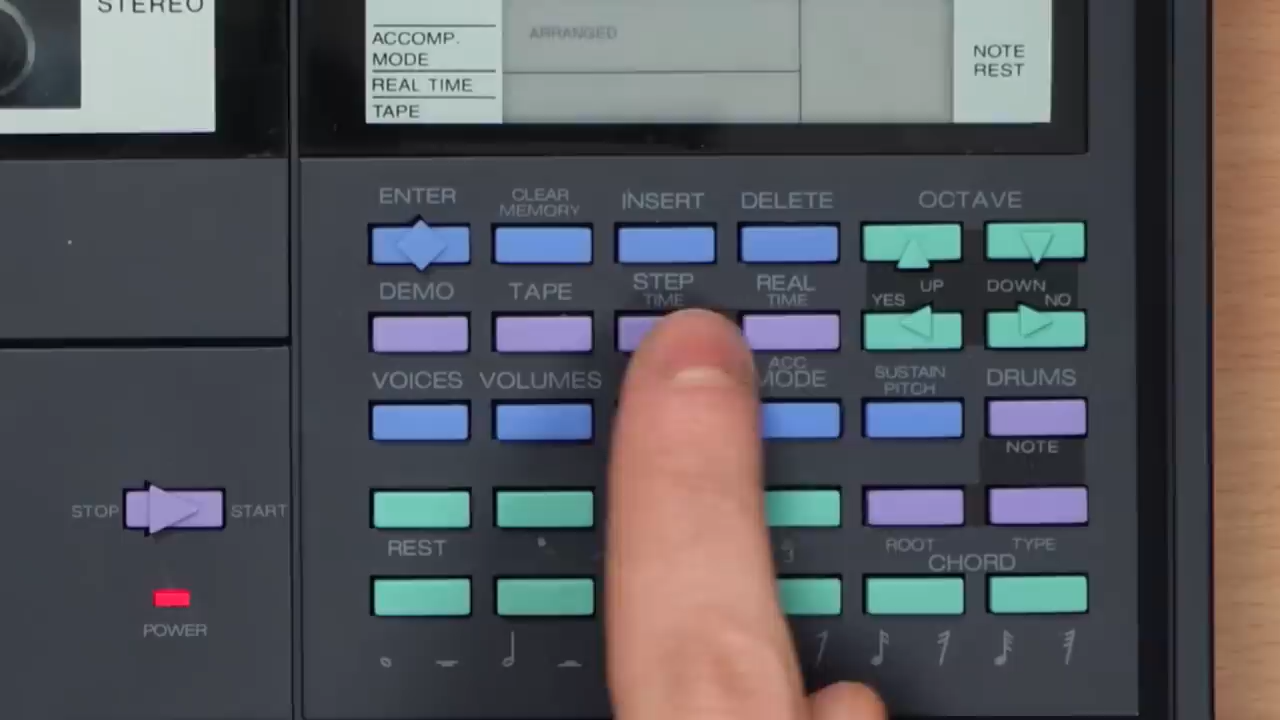 STEREO
ACCOMP.
MODE
REAL TIME
TAPE
ARRANGED
NOTE
REST
ENTER
CLEAR
MEMORY
INSERT
DELETE
OCTAVE
DEMO
TAPE
STEP
TIME
REAL
TIME
UP
YES
DOWN
NO
VOICES
VOLUMES
ACC
MODE
SUSTAIN
PITCH
DRUMS
NOTE
STOP
START
REST
ROOT
TYPE
CHORD
POWER